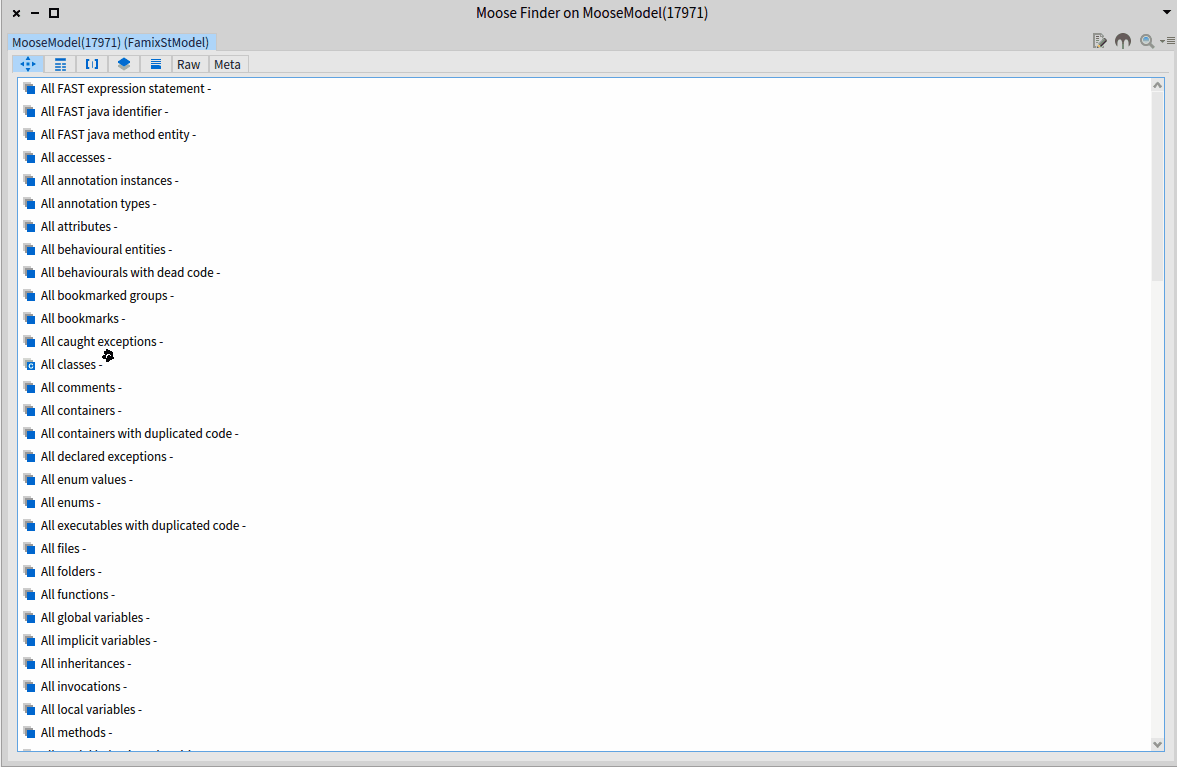 Moose Finder on MooseModel(17971)
MooseModel(17971) (FamixStModel)
Raw Meta
All FAST expression statement -
All FAST java identifier -
All FAST java method entity -
All accesses -
All annotation instances -
All annotation types -
All attributes -
All behavioural entities -
All behaviourals with dead code -
All bookmarked groups -
All bookmarks -
All caught exceptions -
All classes -
All comments -
All containers -
All containers with duplicated code -
All declared exceptions -
All enum values -
All enums -
All executables with duplicated code -
All files -
All folders -
All functions -
All global variables -
All implicit variables -
All inheritances -
All invocations -
All local variables -
All methods -